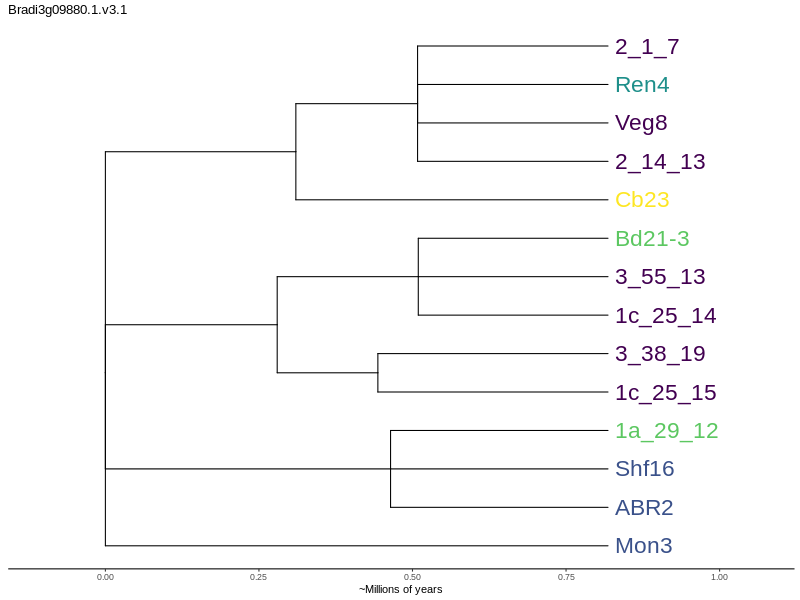 Bradi3g09880.1.v3.1
2_1_7
Ren4
Veg8
2_14_13
Cb23
Bd21-3
3_55_13
1c_25_14
3_38_19
1c_25_15
1a_29_12
Shf16
ABR2
Mon3
0.00 0.25 0.50 0.75 1.00
~Millions of years